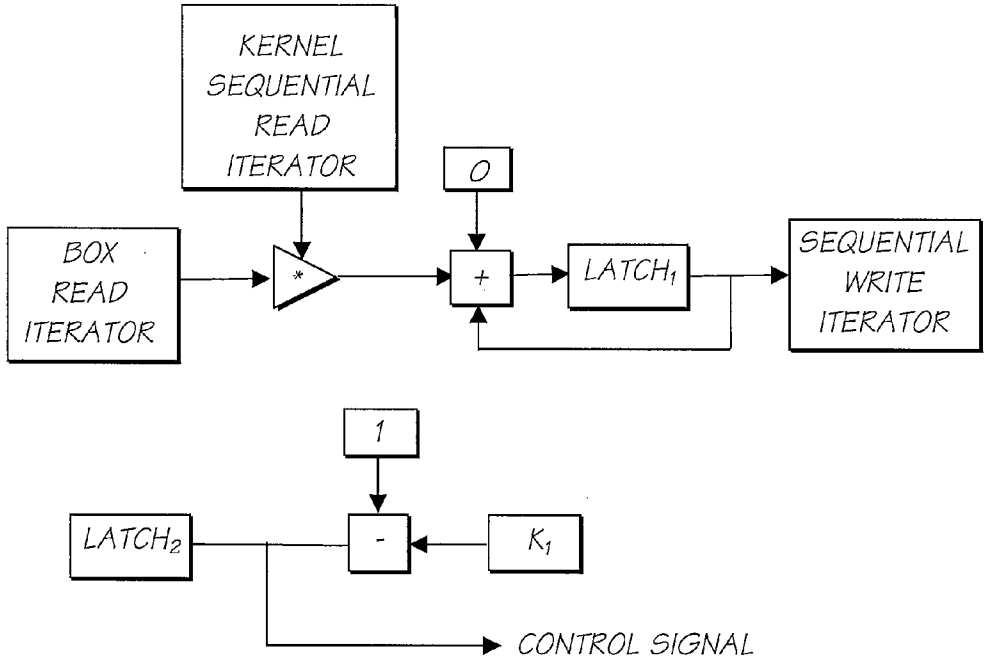 KERNEL
SEQUENTIAL
READ
ITERATOR
0
BOX
READ
ITERATOR
*
+
LATCH1
SEQUENTIAL
WRITE
ITERATOR
1
LATCH2
-
K1
CONTROL SIGNAL